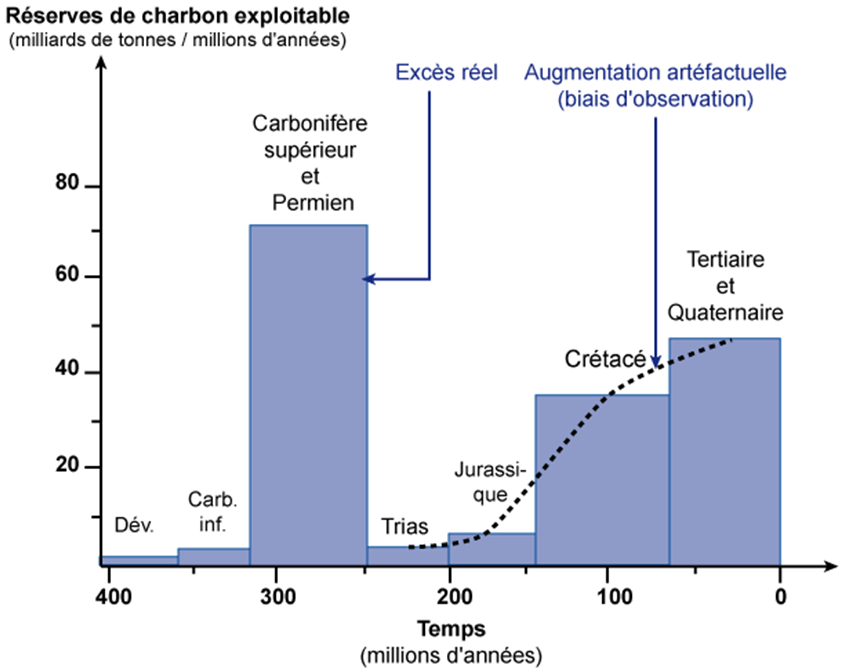 Réserves de charbon exploitable
(milliards de tonnes / millions d'années)
Excès réel
Augmentation artéfactuelle
(biais d'observation)
Carbonifère
supérieur
et
Permien
80
60
40
20
Tertiaire
et
Quaternaire
Crétacé
Jurassi-
que
Carb.
inf.
Dév.
Trias
400
300
200
100
0
Temps
(millions d'années)